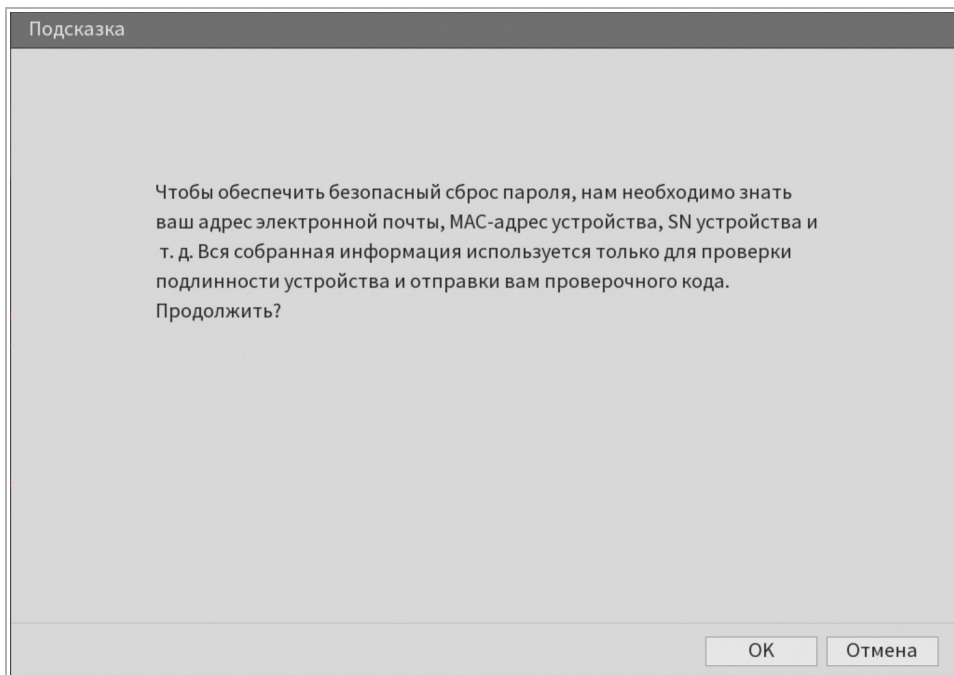 Подсказка
Чтобы обеспечить безопасный сброс пароля, нам необходимо знать
ваш адрес электронной почты, MAC-адрес устройства, SN устройства и
т. д. Вся собранная информация используется только для проверки
подлинности устройства и отправки вам проверочного кода.
Продолжить?
OK
Отмена